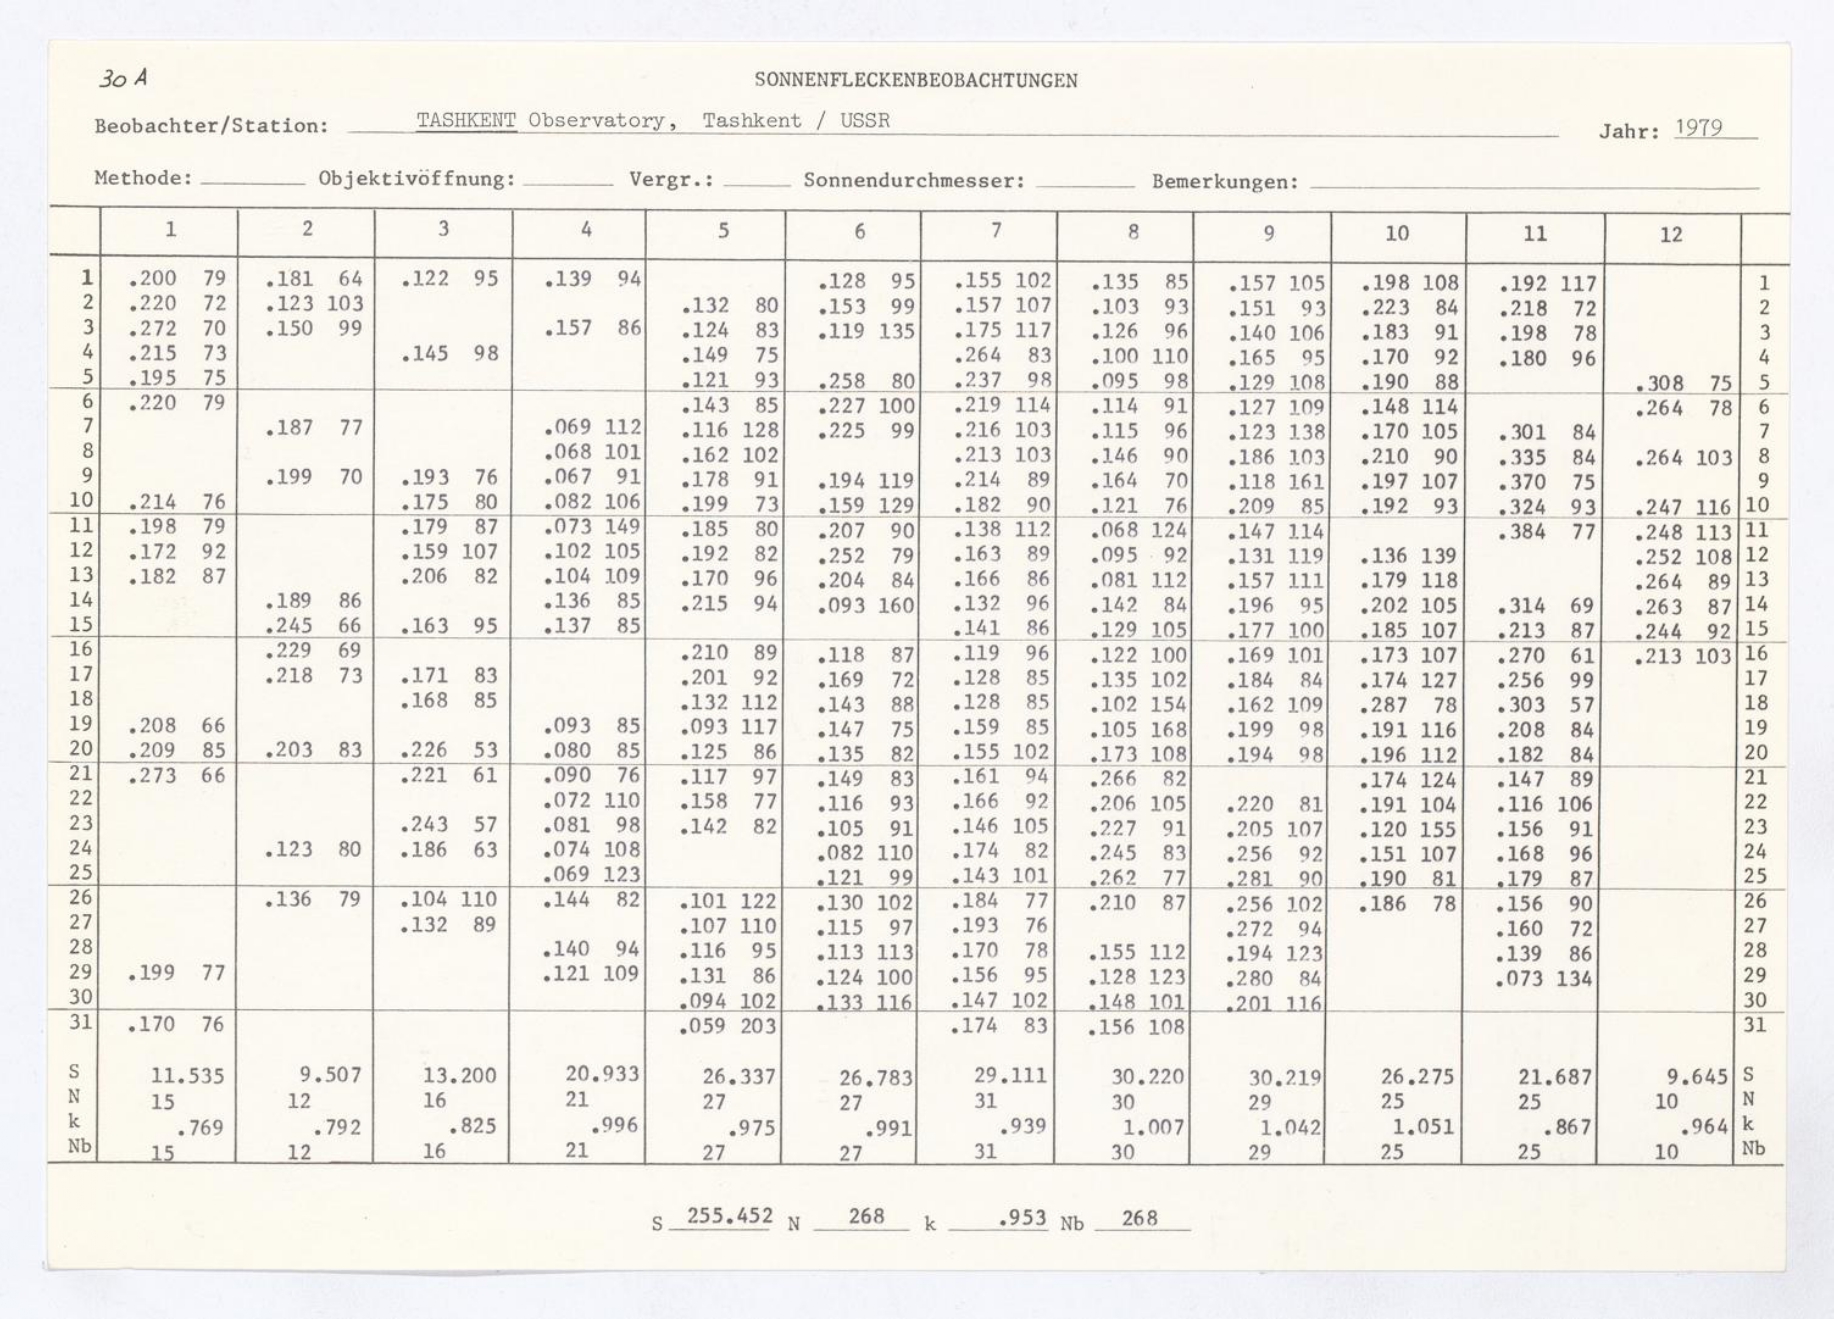 30 A
SONNENFLECKENBEOBACHTUNGEN
Beobachter/Station: TASHKENT Observatory, Tashkent / USSR Jahr: 1979
Methode: Objektivöffnung: Vergr.: Sonnendurchmesser: Bemerkungen:
1 2 3 4 5 6 7 8 9 10 11 12
1 .200 79 .181 64 .122 95 .139 94 .128 95 .155 102 .135 85 .157 105 .198 108 .192 117 1
2 .220 72 .123 103 .132 80 .153 99 .157 107 .103 93 .151 93 .223 84 .218 72 2
3 .272 70 .150 99 .157 86 .124 83 .119 135 .175 117 .126 96 .140 106 .183 91 .198 78 3
4 .215 73 .145 98 .149 75 .264 83 .100 110 .165 95 .170 92 .180 96 4
5 .195 75 .121 93 .258 80 .237 98 .095 98 .129 108 .190 88 .308 75 5
6 .220 79 .143 85 .227 100 .219 114 .114 91 .127 109 .148 114 .264 78 6
7 .187 77 .069 112 .116 128 .225 99 .216 103 .115 96 .123 138 .170 105 .301 84 7
8 .068 101 .162 102 .213 103 .146 90 .186 103 .210 90 .335 84 .264 103 8
9 .199 70 .193 76 .067 91 .178 91 .194 119 .214 89 .164 70 .118 161 .197 107 .370 75 9
10 .214 76 .175 80 .082 106 .199 73 .159 129 .182 90 .121 76 .209 85 .192 93 .324 93 .247 116 10
11 .198 79 .179 87 .073 149 .185 80 .207 90 .138 112 .068 124 .147 114 .384 77 .248 113 11
12 .172 92 .159 107 .102 105 .192 82 .252 79 .163 89 .095 92 .131 119 .136 139 .252 108 12
13 .182 87 .206 82 .104 109 .170 96 .204 84 .166 86 .081 112 .157 111 .179 118 .264 89 13
14 .189 86 .136 85 .215 94 .093 160 .132 96 .142 84 .196 95 .202 105 .314 69 .263 87 14
15 .245 66 .163 95 .137 85 .141 86 .129 105 .177 100 .185 107 .213 87 .244 92 15
16 .229 69 .210 89 .118 87 .119 96 .122 100 .169 101 .173 107 .270 61 .213 103 16
17 .218 73 .171 83 .201 92 .169 72 .128 85 .135 102 .184 84 .174 127 .256 99 17
18 .168 85 .132 112 .143 88 .128 85 .102 154 .162 109 .287 78 .303 57 18
19 .208 66 .093 85 .093 117 .147 75 .159 85 .105 168 .199 98 .191 116 .208 84 19
20 .209 85 .203 83 .226 53 .080 85 .125 86 .135 82 .155 102 .173 108 .194 98 .196 112 .182 84 20
21 .273 66 .221 61 .090 76 .117 97 .149 83 .161 94 .266 82 .174 124 .147 89 21
22 .072 110 .158 77 .116 93 .166 92 .206 105 .220 81 .191 104 .116 106 22
23 .243 57 .081 98 .142 82 .105 91 .146 105 .227 91 .205 107 .120 155 .156 91 23
24 .123 80 .186 63 .074 108 .082 110 .174 82 .245 83 .256 92 .151 107 .168 96 24
25 .069 123 .121 99 .143 101 .262 77 .281 90 .190 81 .179 87 25
26 .136 79 .104 110 .144 82 .101 122 .130 102 .184 77 .210 87 .256 102 .186 78 .156 90 26
27 .132 89 .107 110 .115 97 .193 76 .272 94 .160 72 27
28 .140 94 .116 95 .113 113 .170 78 .155 112 .194 123 .139 86 28
29 .199 77 .121 109 .131 86 .124 100 .156 95 .128 123 .280 84 .073 134 29
30 .094 102 .133 116 .147 102 .148 101 .201 116 30
31 .170 76 .059 203 .174 83 .156 108 31
S 11.535 9.507 13.200 20.933 26.337 26.783 29.111 30.220 30.219 26.275 21.687 9.645 S
N 15 12 16 21 27 27 31 30 29 25 25 10 N
k .769 .792 .825 .996 .975 .991 .939 1.007 1.042 1.051 .867 .964 k
Nb 15 12 16 21 27 27 31 30 29 25 25 10 Nb
S 255.452 N 268 k .953 Nb 268